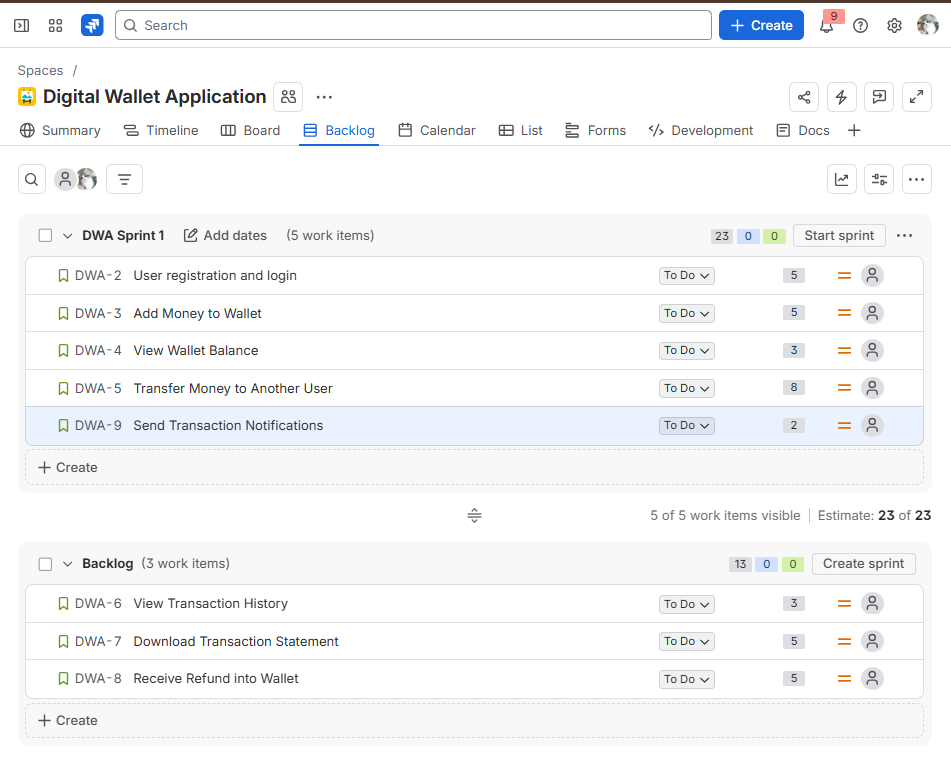 Search
Create
9
Spaces /
Digital Wallet Application
Summary Timeline Board Backlog Calendar List Forms Development Docs
DWA Sprint 1 Add dates (5 work items) 23 0 0 Start sprint
DWA-2 User registration and login To Do 5
DWA-3 Add Money to Wallet To Do 5
DWA-4 View Wallet Balance To Do 3
DWA-5 Transfer Money to Another User To Do 8
DWA-9 Send Transaction Notifications To Do 2
Create
5 of 5 work items visible Estimate: 23 of 23
Backlog (3 work items) 13 0 0 Create sprint
DWA-6 View Transaction History To Do 3
DWA-7 Download Transaction Statement To Do 5
DWA-8 Receive Refund into Wallet To Do 5
Create